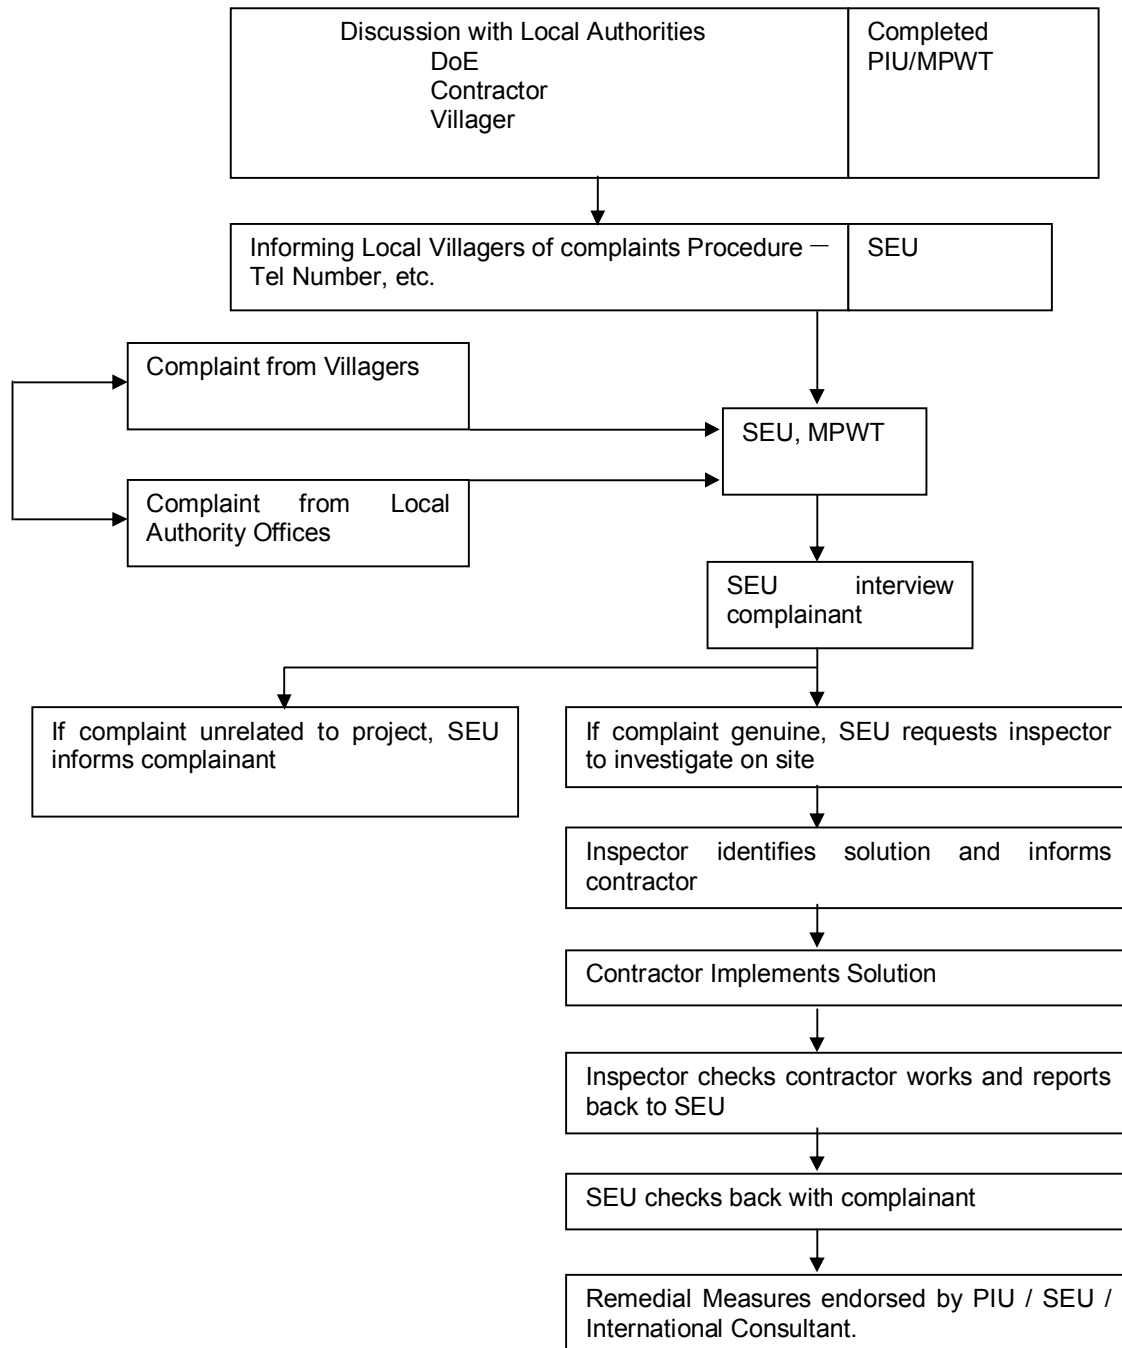 Discussion with Local Authorities
DoE
Contractor
Villager
Completed
PIU/MPWT
Informing Local Villagers of complaints Procedure —
Tel Number, etc.
SEU
Complaint from Villagers
SEU, MPWT
Complaint from Local
Authority Offices
SEU interview
complainant
If complaint unrelated to project, SEU
informs complainant
If complaint genuine, SEU requests inspector
to investigate on site
Inspector identifies solution and informs
contractor
Contractor Implements Solution
Inspector checks contractor works and reports
back to SEU
SEU checks back with complainant
Remedial Measures endorsed by PIU / SEU /
International Consultant.